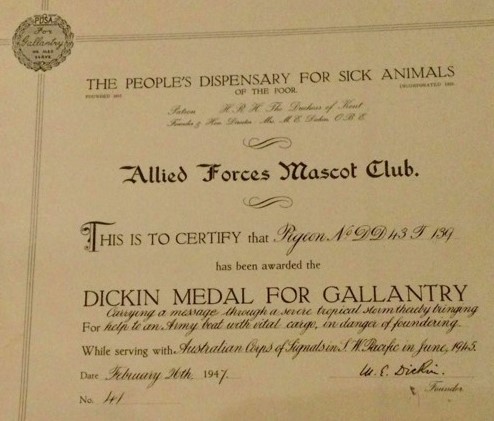 PDSA
For
Gallantry
WE ALSO
SERVE
THE PEOPLE'S DISPENSARY FOR SICK ANIMALS
OF THE POOR.
Patron H.R.H. The Duchess of Kent
Founder & Hon. Director Mrs. M. E. Dickin, O.B.E.
Allied Forces Mascot Club.
THIS IS TO CERTIFY that Pigeon No DD 43 T 139
has been awarded the
DICKIN MEDAL FOR GALLANTRY
Carrying a message through a severe tropical storm thereby bringing
For help to an Army boat with vital cargo, in danger of foundering.
While serving with Australian Corps of Signals in S.W. Pacific in June, 1945.
Date February 26th 1947.
M. E. Dickin.
Founder
No. 41